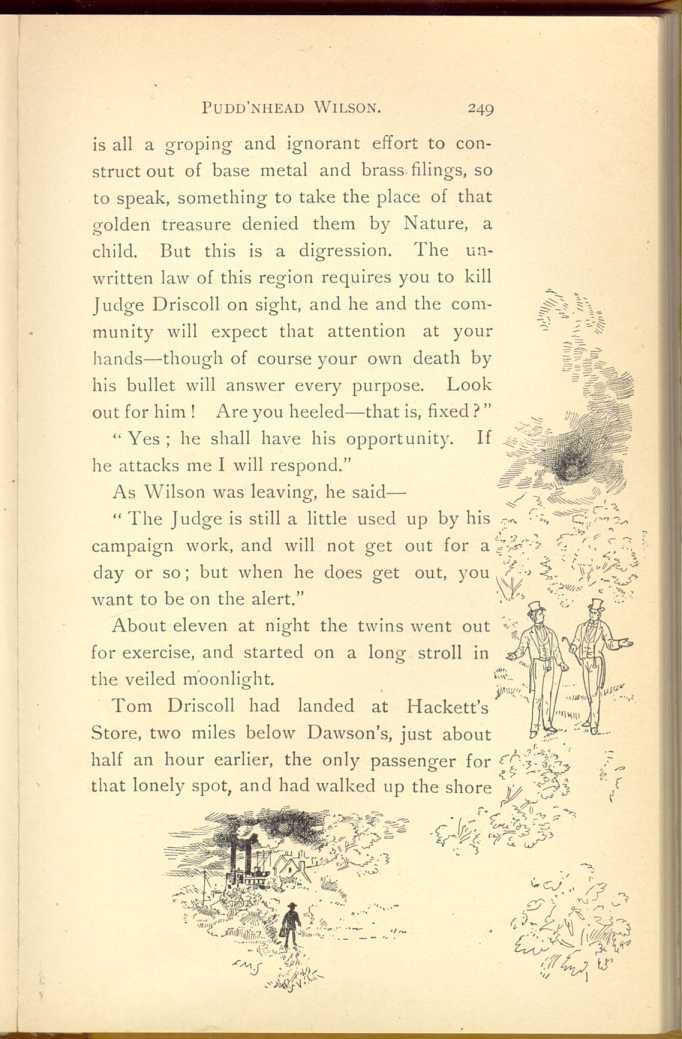 PUDD'NHEAD WILSON. 249
is all a groping and ignorant effort to con-
struct out of base metal and brass filings, so
to speak, something to take the place of that
golden treasure denied them by Nature, a
child. But this is a digression. The un-
written law of this region requires you to kill
Judge Driscoll on sight, and he and the com-
munity will expect that attention at your
hands—though of course your own death by
his bullet will answer every purpose. Look
out for him! Are you heeled—that is, fixed?"
"Yes; he shall have his opportunity. If
he attacks me I will respond."
As Wilson was leaving, he said—
"The Judge is still a little used up by his
campaign work, and will not get out for a
day or so; but when he does get out, you
want to be on the alert."
About eleven at night the twins went out
for exercise, and started on a long stroll in
the veiled moonlight.
Tom Driscoll had landed at Hackett's
Store, two miles below Dawson's, just about
half an hour earlier, the only passenger for
that lonely spot, and had walked up the shore